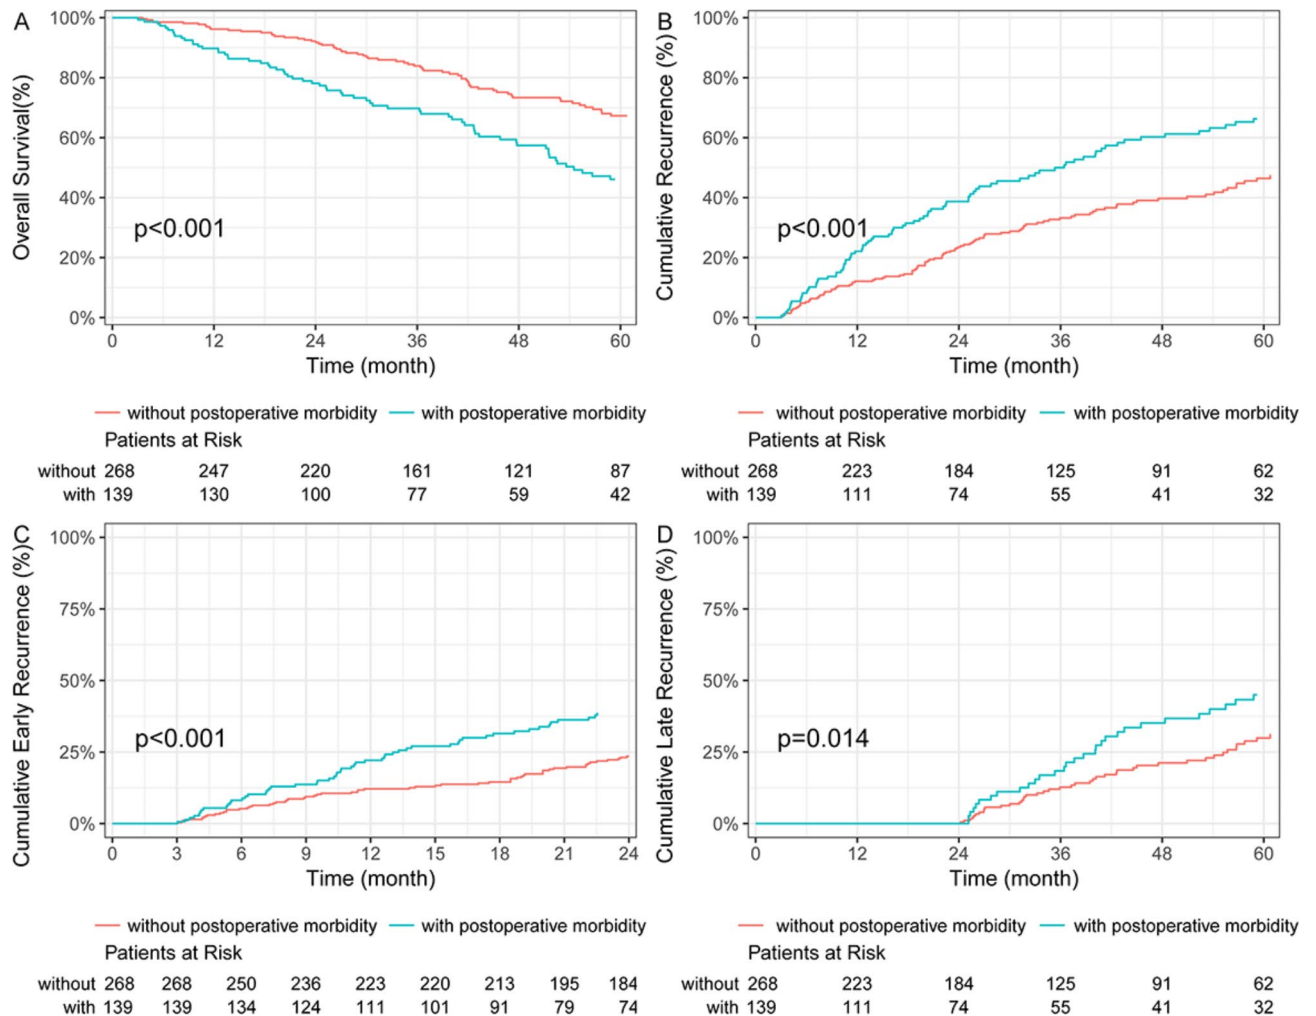 A
Overall Survival(%)
100%
80%
60%
40%
20%
0%
p<0.001
0 12 24 36 48 60
Time (month)
without postoperative morbidity with postoperative morbidity
Patients at Risk
without 268 247 220 161 121 87
with 139 130 100 77 59 42
B
Cumulative Recurrence (%)
100%
80%
60%
40%
20%
0%
p<0.001
0 12 24 36 48 60
Time (month)
without postoperative morbidity with postoperative morbidity
Patients at Risk
without 268 223 184 125 91 62
with 139 111 74 55 41 32
C
Cumulative Early Recurrence (%)
100%
75%
50%
25%
0%
p<0.001
0 3 6 9 12 15 18 21 24
Time (month)
without postoperative morbidity with postoperative morbidity
Patients at Risk
without 268 268 250 236 223 220 213 195 184
with 139 139 134 124 111 101 91 79 74
D
Cumulative Late Recurrence (%)
100%
75%
50%
25%
0%
p=0.014
0 12 24 36 48 60
Time (month)
without postoperative morbidity with postoperative morbidity
Patients at Risk
without 268 223 184 125 91 62
with 139 111 74 55 41 32